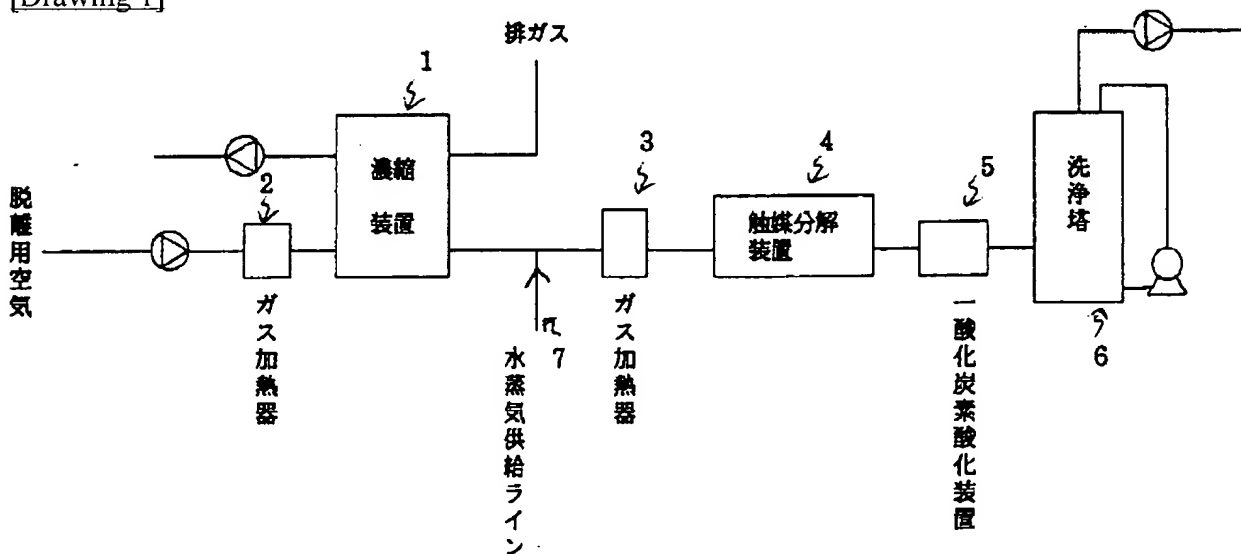 [Drawing 1]
排ガス
1
濃縮
装置
2
脱離用空気
ガス加熱器
水蒸気供給ライン
7
3
ガス加熱器
4
触媒分解
装置
5
一酸化炭素酸化装置
洗浄塔
6